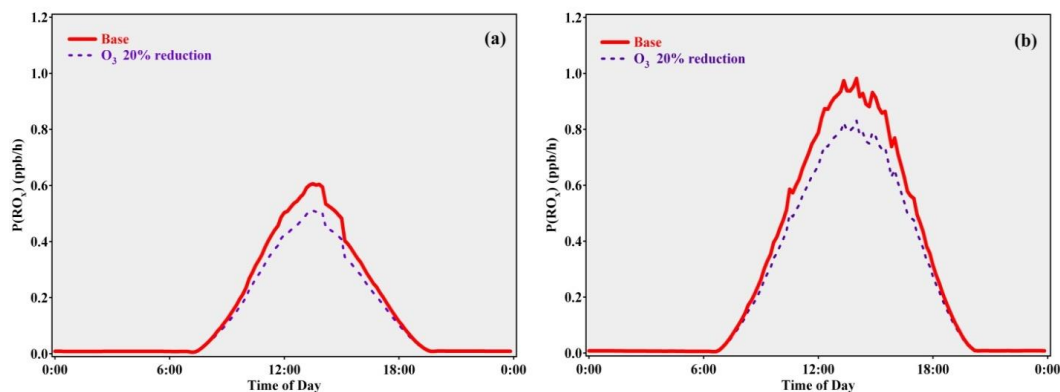 (a)
Base
O₃ 20% reduction
P(ROₓ) (ppb/h)
1.2
1.0
0.8
0.6
0.4
0.2
0.0
0:00 6:00 12:00 18:00 0:00
Time of Day
(b)
Base
O₃ 20% reduction
P(ROₓ) (ppb/h)
1.2
1.0
0.8
0.6
0.4
0.2
0.0
0:00 6:00 12:00 18:00 0:00
Time of Day